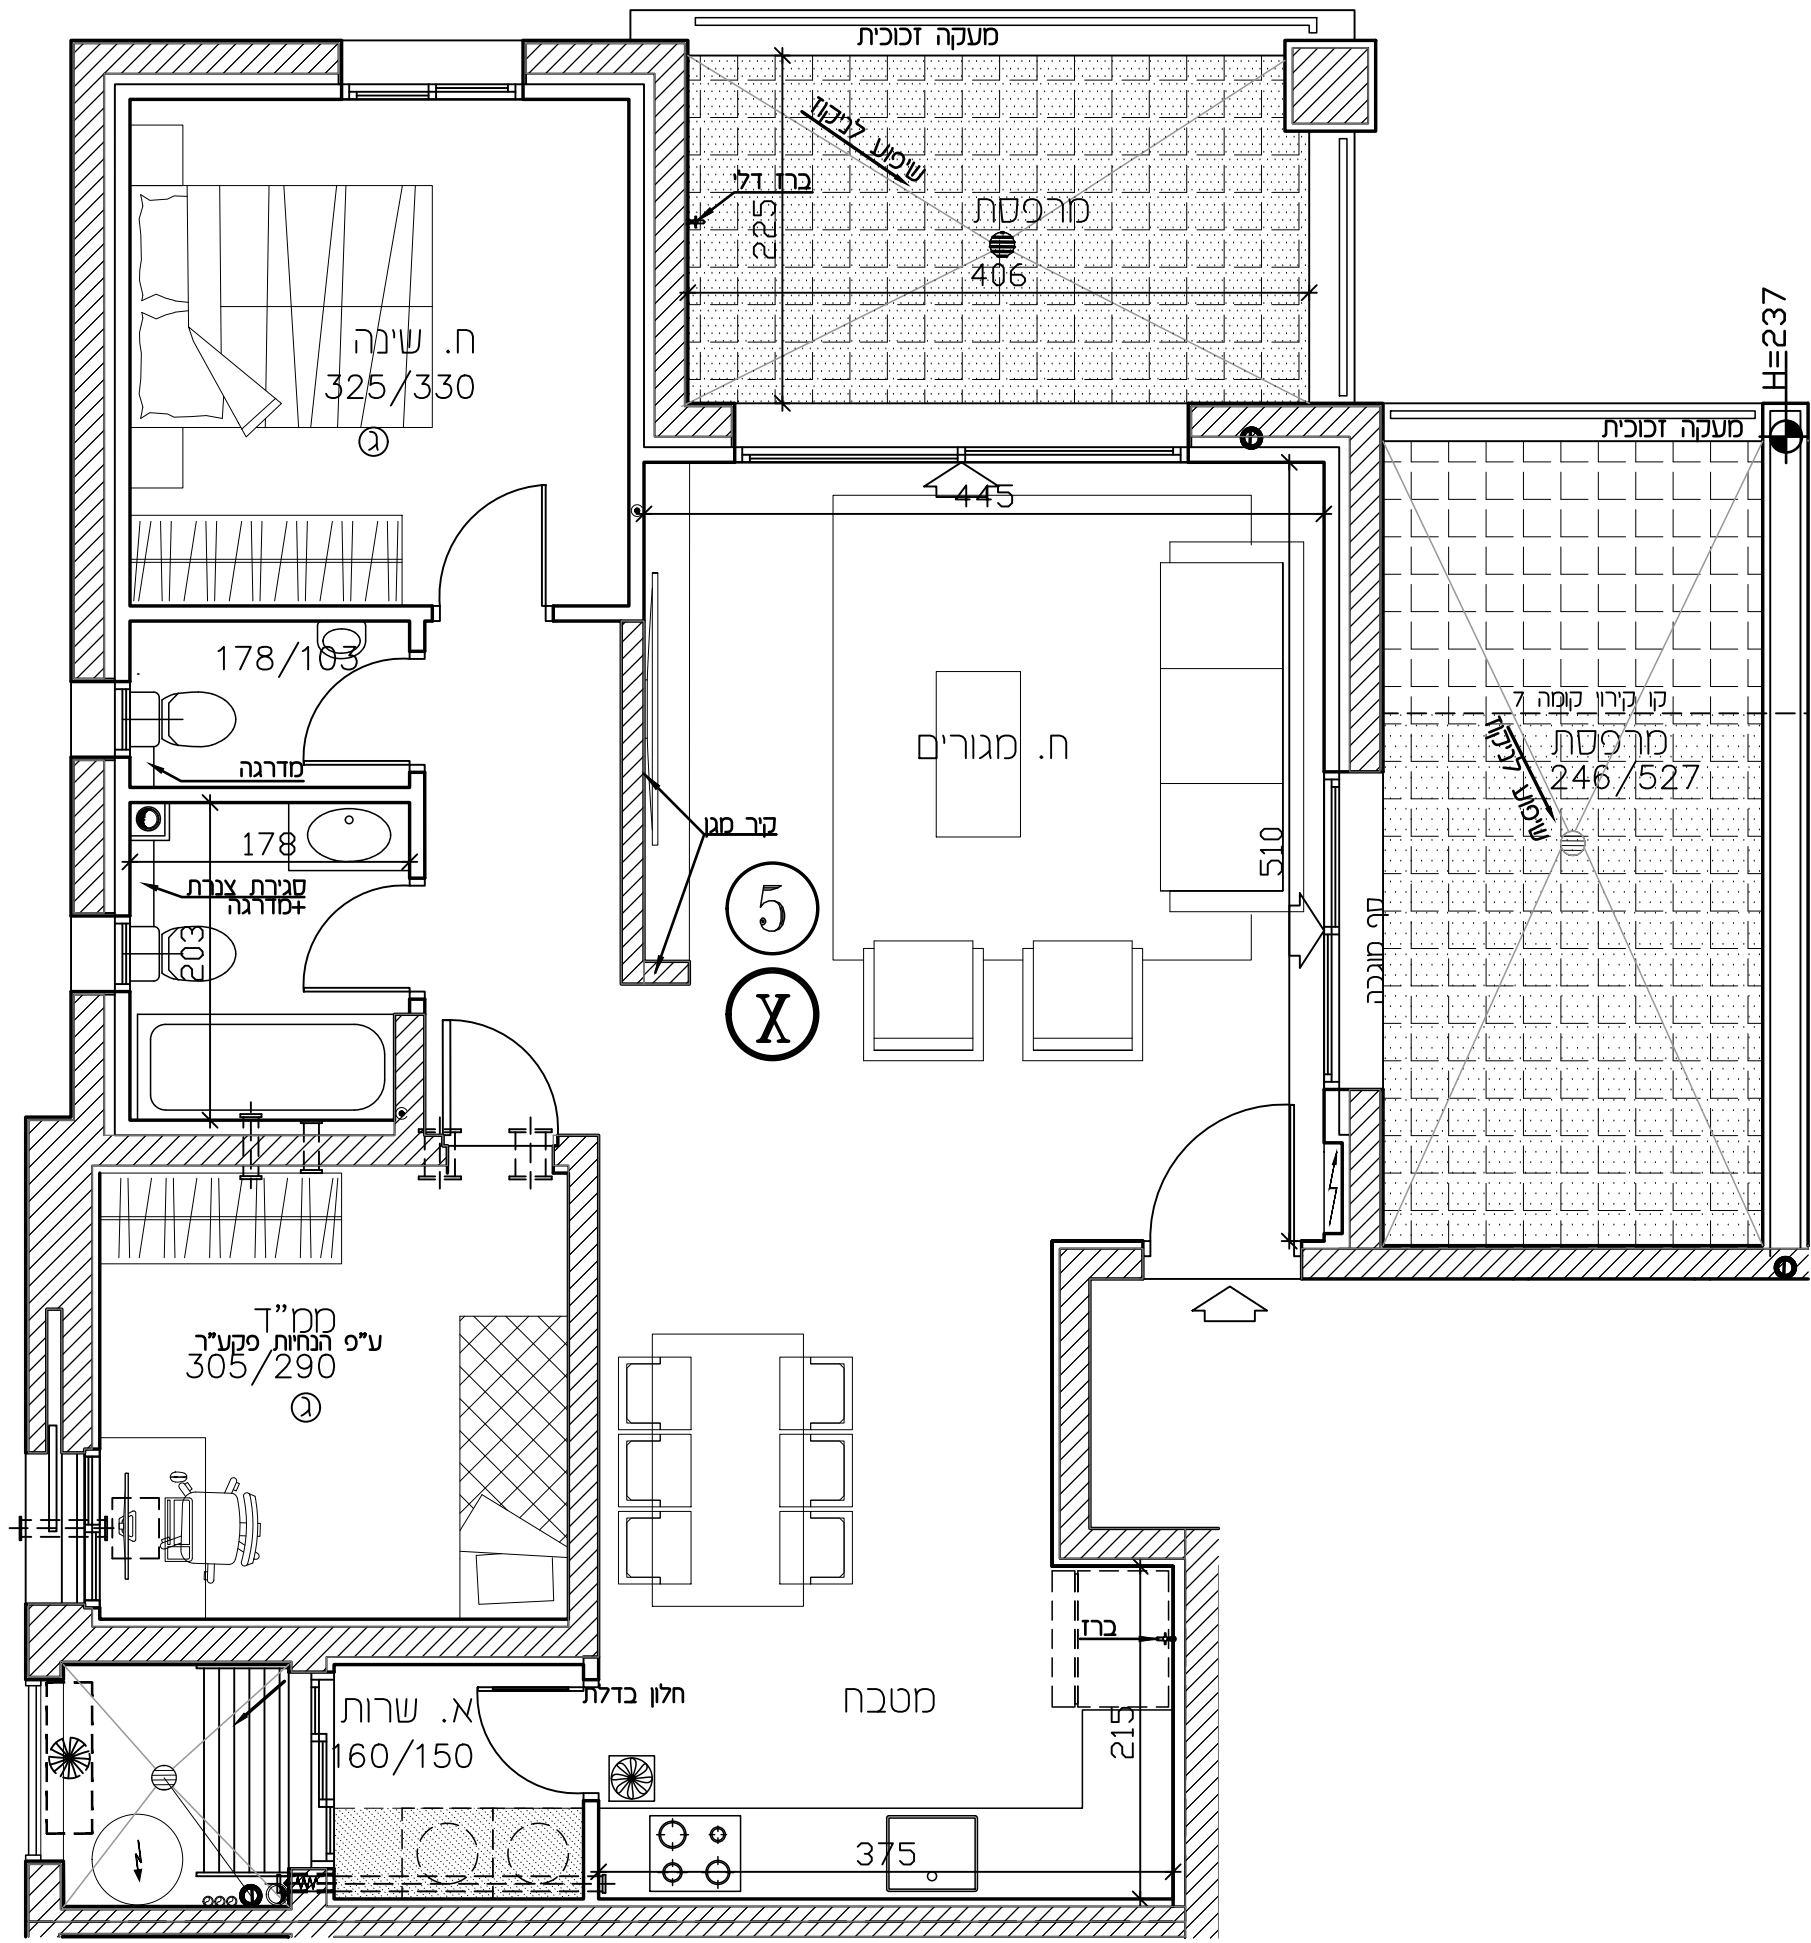 מעקה זכוכית
שיפוע לניקוז
ברז דלי
225
מרפסת
406
H=237
ח. שינה
325/330
ג
מעקה זכוכית
445
178/103
מדרגה
קו קירוי קומה 7
מרפסת
246/527
שיפוע לניקוז
ח. מגורים
קיר מגן
178
סגירת צנרת
+מדרגה
203
5
X
510
סף מוגבה
ממ"ד
ע"פ הנחיות פקע"ר
305/290
ג
ברז
חלון בדלת
מטבח
א. שרות
160/150
215
375